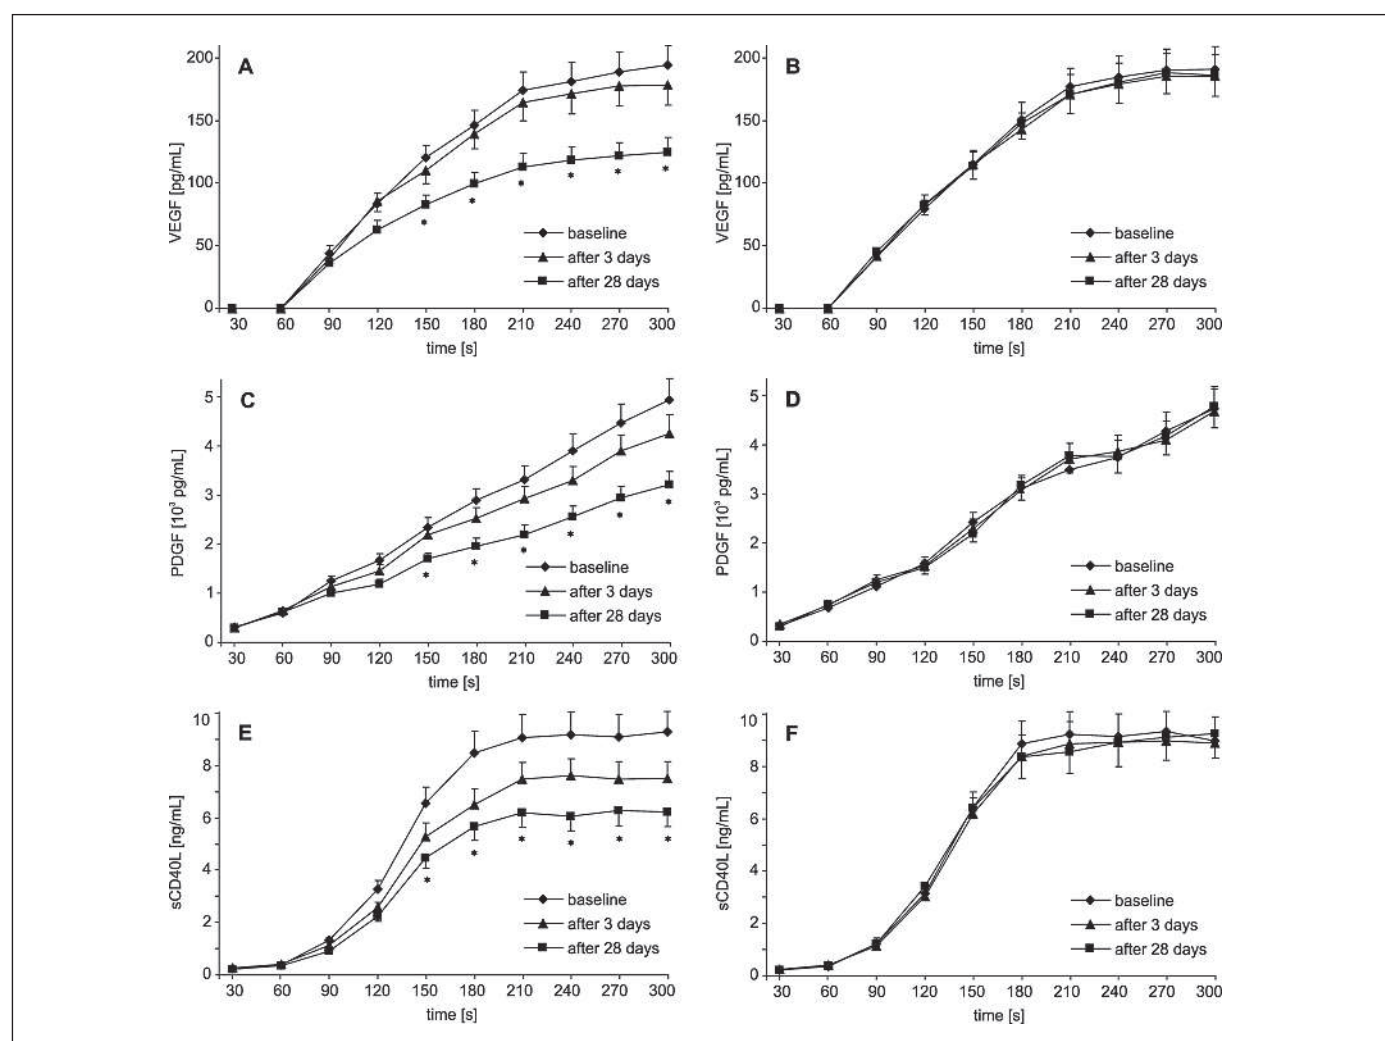 A
VEGF [pg/mL]
200
150
100
50
0
* * * * * *
baseline
after 3 days
after 28 days
30 60 90 120 150 180 210 240 270 300
time [s]
B
VEGF [pg/mL]
200
150
100
50
0
baseline
after 3 days
after 28 days
30 60 90 120 150 180 210 240 270 300
time [s]
C
PDGF [10³ pg/mL]
5
4
3
2
1
0
* * * * * *
baseline
after 3 days
after 28 days
30 60 90 120 150 180 210 240 270 300
time [s]
D
PDGF [10³ pg/mL]
5
4
3
2
1
0
baseline
after 3 days
after 28 days
30 60 90 120 150 180 210 240 270 300
time [s]
E
sCD40L [ng/mL]
10
8
6
4
2
0
* * * * * *
baseline
after 3 days
after 28 days
30 60 90 120 150 180 210 240 270 300
time [s]
F
sCD40L [ng/mL]
10
8
6
4
2
0
baseline
after 3 days
after 28 days
30 60 90 120 150 180 210 240 270 300
time [s]